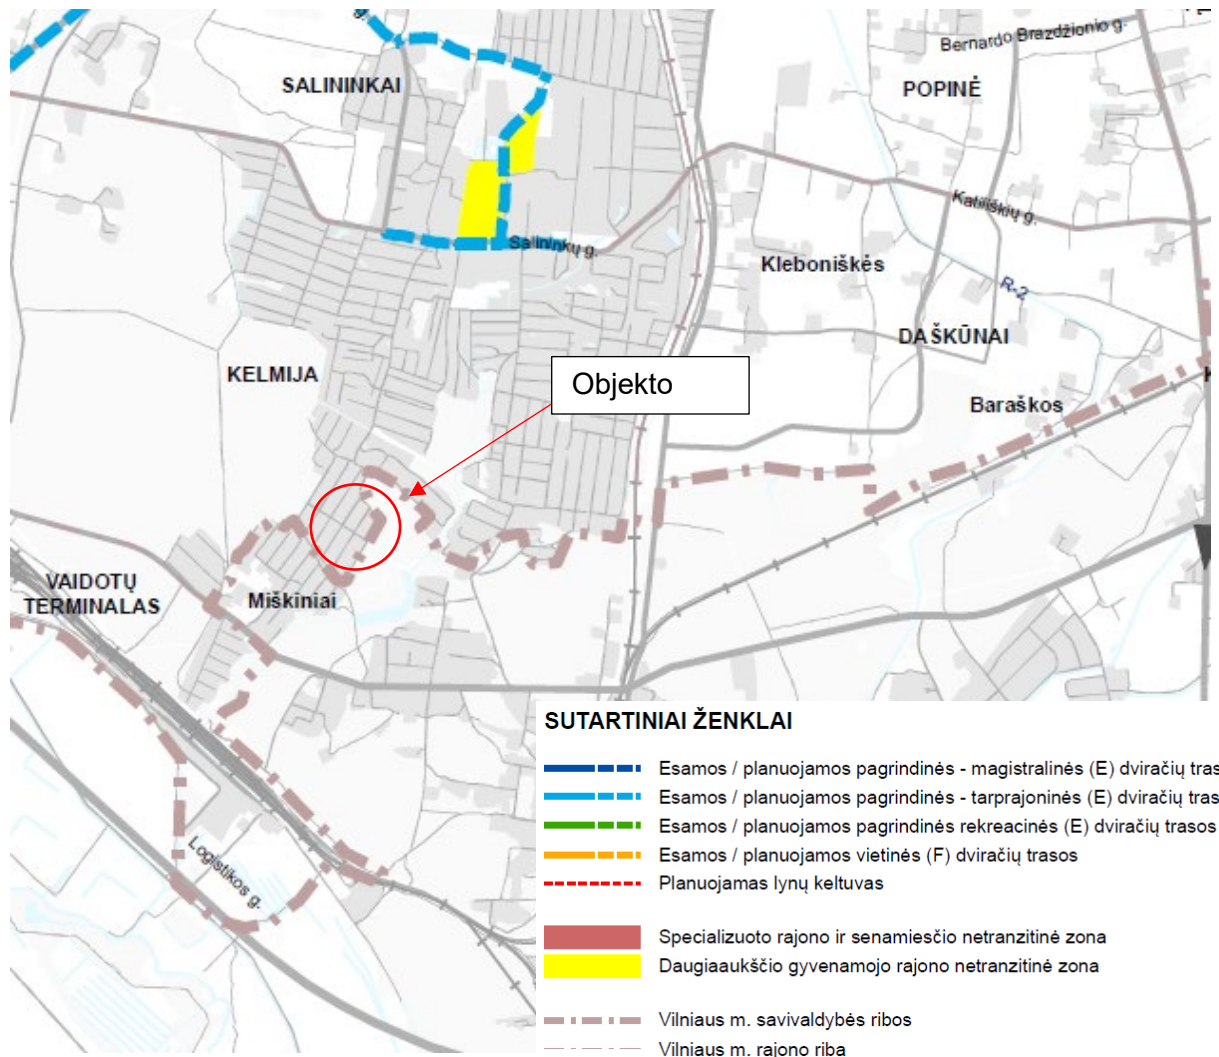 g.
Bernardo Brazdžionio g.
SALININKAI
POPINĖ
Katiliškių g.
Salininkų g.
Kleboniškės
R-2
DAŠKŪNAI
KELMIJA
Objekto
Baraškos
K
VAIDOTŲ
TERMINALAS
Miškiniai
Logistikos g.
SUTARTINIAI ŽENKLAI
Esamos / planuojamos pagrindinės - magistralinės (E) dviračių tras
Esamos / planuojamos pagrindinės - tarprajoninės (E) dviračių tras
Esamos / planuojamos pagrindinės rekreacinės (E) dviračių trasos
Esamos / planuojamos vietinės (F) dviračių trasos
Planuojamas lynų keltuvas
Specializuoto rajono ir senamiesčio netranzitinė zona
Daugiaaukščio gyvenamojo rajono netranzitinė zona
Vilniaus m. savivaldybės ribos
Vilniaus m. rajono riba